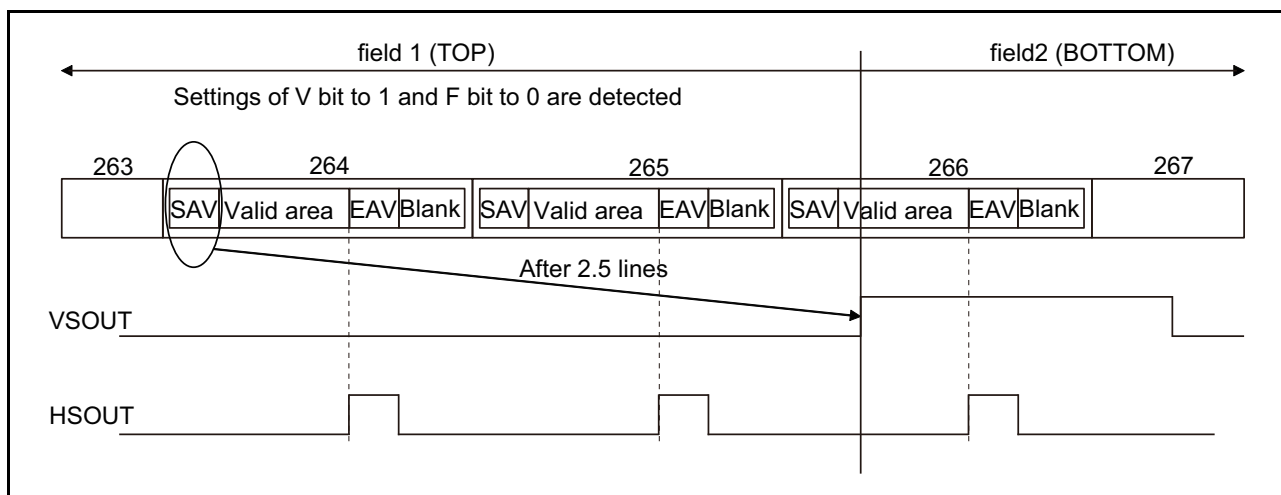 field 1 (TOP) field2 (BOTTOM)
Settings of V bit to 1 and F bit to 0 are detected
263 264 265 266 267
SAV Valid area EAV Blank SAV Valid area EAV Blank SAV Valid area EAV Blank
After 2.5 lines
VSOUT
HSOUT